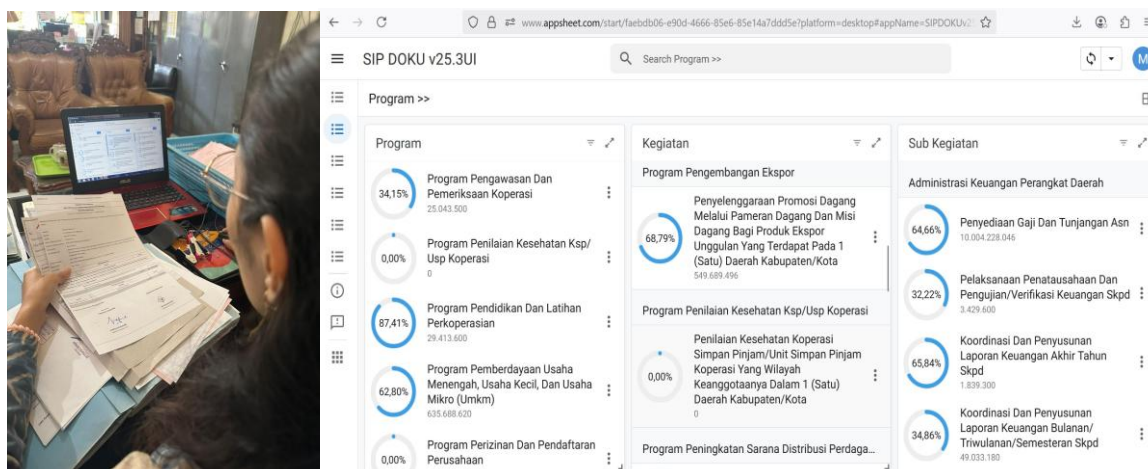 www.appsheet.com/start/faebdb06-e90d-4666-85e6-85e14a7ddd5e?platform=desktop#appName=SIPDOKUv2
SIP DOKU v25.3UI
Search Program >>
M
Program >>
Program
34,15%
Program Pengawasan Dan
Pemeriksaan Koperasi
25.043.500
0,00%
Program Penilaian Kesehatan Ksp/
Usp Koperasi
0
87,41%
Program Pendidikan Dan Latihan
Perkoperasian
29.413.600
62,80%
Program Pemberdayaan Usaha
Menengah, Usaha Kecil, Dan Usaha
Mikro (Umkm)
635.688.620
0,00%
Program Perizinan Dan Pendaftaran
Perusahaan
Kegiatan
Program Pengembangan Ekspor
68,79%
Penyelenggaraan Promosi Dagang
Melalui Pameran Dagang Dan Misi
Dagang Bagi Produk Ekspor
Unggulan Yang Terdapat Pada 1
(Satu) Daerah Kabupaten/Kota
549.689.496
Program Penilaian Kesehatan Ksp/Usp Koperasi
0,00%
Penilaian Kesehatan Koperasi
Simpan Pinjam/Unit Simpan Pinjam
Koperasi Yang Wilayah
Keanggotaanya Dalam 1 (Satu)
Daerah Kabupaten/Kota
0
Program Peningkatan Sarana Distribusi Perdaga...
Sub Kegiatan
Administrasi Keuangan Perangkat Daerah
64,66%
Penyediaan Gaji Dan Tunjangan Asn
10.004.228.046
32,22%
Pelaksanaan Penatausahaan Dan
Pengujian/Verifikasi Keuangan Skpd
3.429.600
65,84%
Koordinasi Dan Penyusunan
Laporan Keuangan Akhir Tahun
Skpd
1.839.300
34,86%
Koordinasi Dan Penyusunan
Laporan Keuangan Bulanan/
Triwulanan/Semesteran Skpd
49.033.180